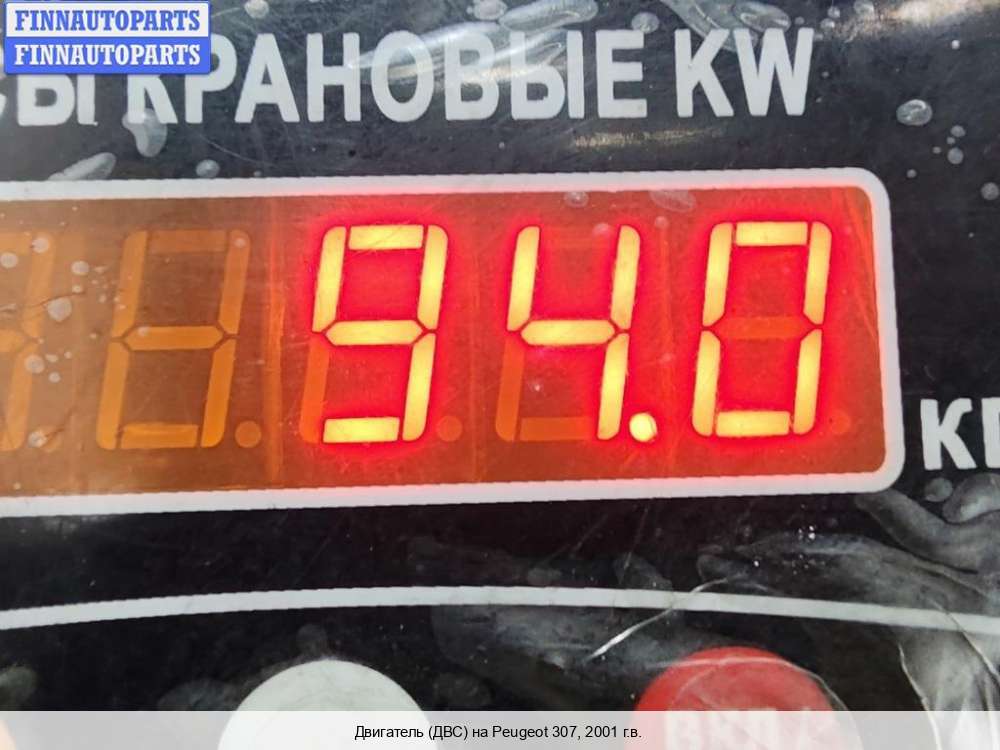 FINNAUTOPARTS
FINNAUTOPARTS
КРАНОВЫЕ KW
94.0
Двигатель (ДВС) на Peugeot 307, 2001 г.в.